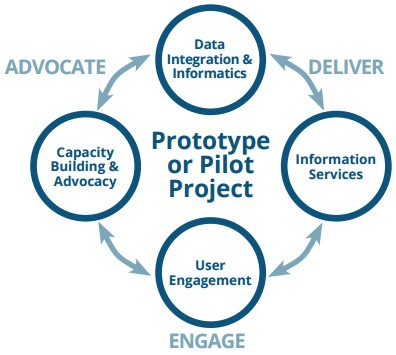 Data
Integration &
Informatics
ADVOCATE
DELIVER
Capacity
Building &
Advocacy
Prototype
or Pilot
Project
Information
Services
User
Engagement
ENGAGE